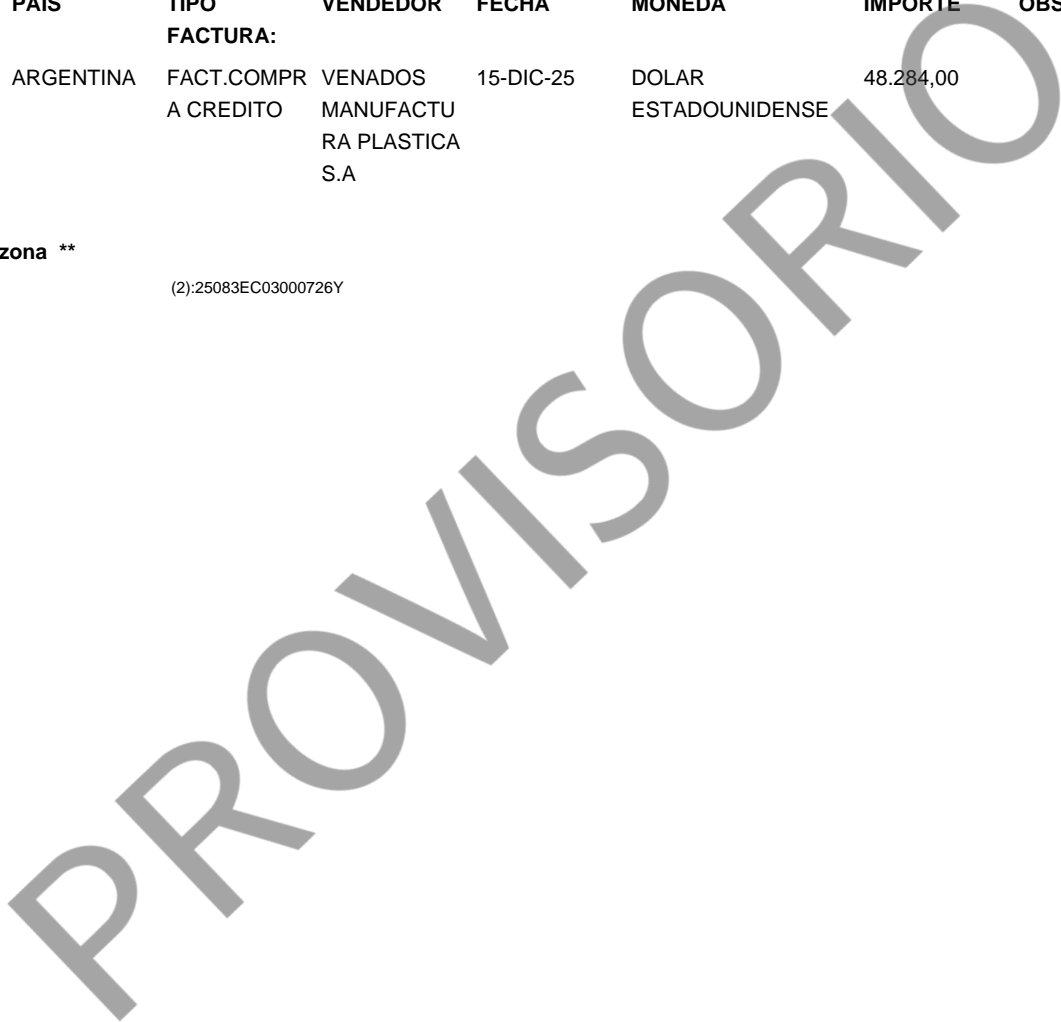 PAIS TIPO VENDEDOR FECHA MONEDA IMPORTE OBS
FACTURA:
ARGENTINA FACT.COMPR VENADOS 15-DIC-25 DOLAR 48.284,00
A CREDITO MANUFACTU ESTADOUNIDENSE
RA PLASTICA
S.A
zona **
(2):25083EC03000726Y
PROVISORIO